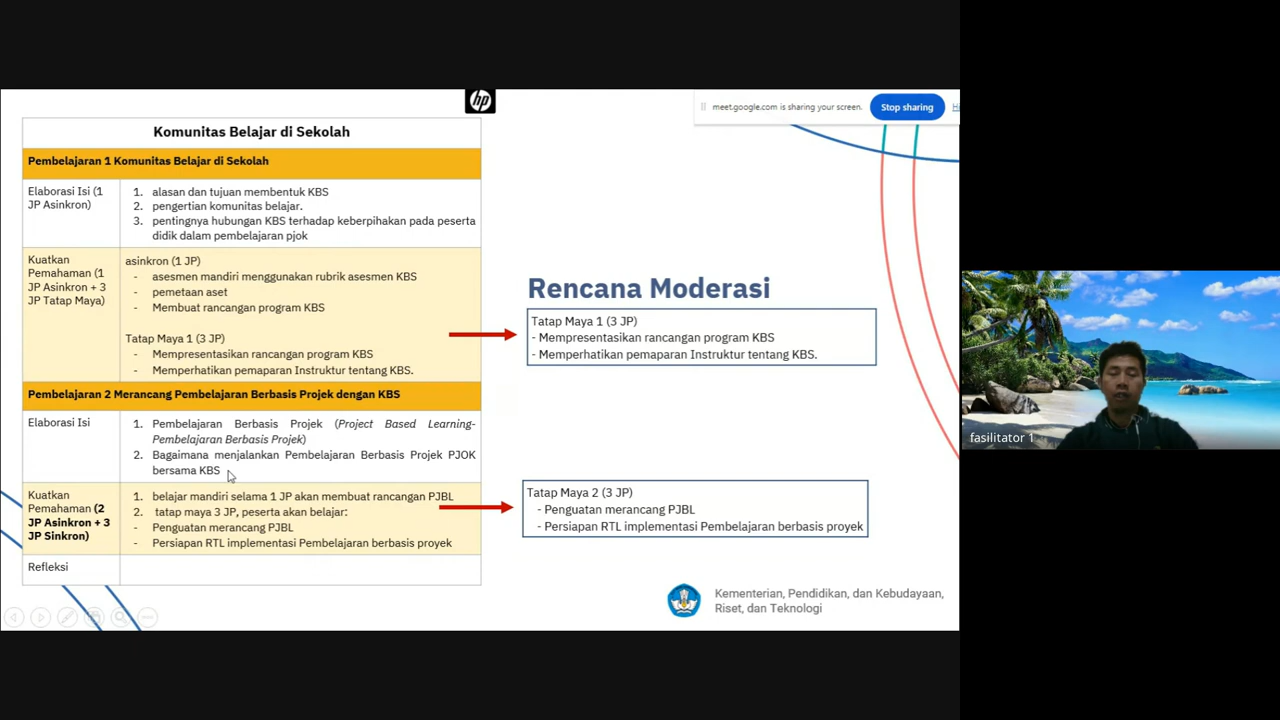 hp
meet.google.com is sharing your screen.
Stop sharing
Komunitas Belajar di Sekolah
Pembelajaran 1 Komunitas Belajar di Sekolah
Elaborasi Isi (1
JP Asinkron)
1. alasan dan tujuan membentuk KBS
2. pengertian komunitas belajar.
3. pentingnya hubungan KBS terhadap keberpihakan pada peserta
didik dalam pembelajaran pjok
Kuatkan
Pemahaman (1
JP Asinkron + 3
JP Tatap Maya)
asinkron (1 JP)
- asesmen mandiri menggunakan rubrik asesmen KBS
- pemetaan aset
- Membuat rancangan program KBS
Tatap Maya 1 (3 JP)
- Mempresentasikan rancangan program KBS
- Memperhatikan pemaparan Instruktur tentang KBS.
Pembelajaran 2 Merancang Pembelajaran Berbasis Projek dengan KBS
Elaborasi Isi
1. Pembelajaran Berbasis Projek (Project Based Learning-
Pembelajaran Berbasis Projek)
2. Bagaimana menjalankan Pembelajaran Berbasis Projek PJOK
bersama KBS
Kuatkan
Pemahaman (2
JP Asinkron + 3
JP Sinkron)
1. belajar mandiri selama 1 JP akan membuat rancangan PJBL
2. tatap maya 3 JP, peserta akan belajar:
- Penguatan merancang PJBL
- Persiapan RTL implementasi Pembelajaran berbasis proyek
Refleksi
Rencana Moderasi
Tatap Maya 1 (3 JP)
- Mempresentasikan rancangan program KBS
- Memperhatikan pemaparan Instruktur tentang KBS.
Tatap Maya 2 (3 JP)
- Penguatan merancang PJBL
- Persiapan RTL implementasi Pembelajaran berbasis proyek
Kementerian, Pendidikan, dan Kebudayaan,
Riset, dan Teknologi
fasilitator 1